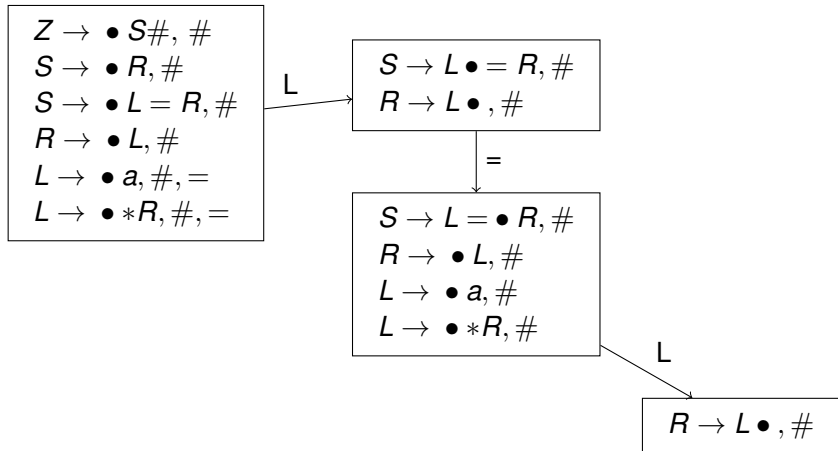 Z → • S#, #
S → • R, #
S → • L = R, #
R → • L, #
L → • a, #, =
L → • *R, #, =
L
S → L • = R, #
R → L • , #
=
S → L = • R, #
R → • L, #
L → • a, #
L → • *R, #
L
R → L • , #